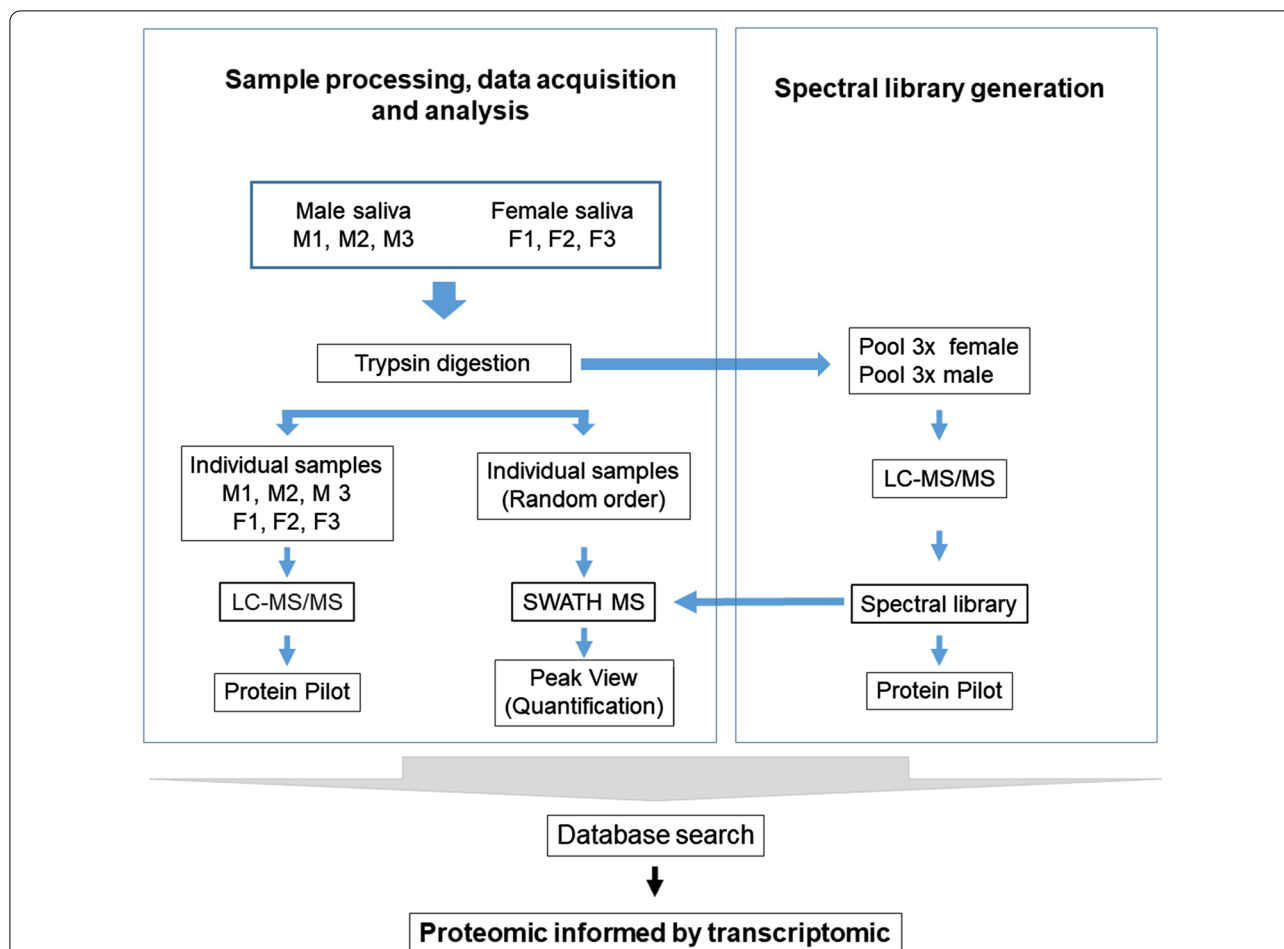 Sample processing, data acquisition
and analysis
Male saliva
M1, M2, M3
Female saliva
F1, F2, F3
Trypsin digestion
Individual samples
M1, M2, M 3
F1, F2, F3
LC-MS/MS
Protein Pilot
Individual samples
(Random order)
SWATH MS
Peak View
(Quantification)
Spectral library generation
Pool 3x female
Pool 3x male
LC-MS/MS
Spectral library
Protein Pilot
Database search
Proteomic informed by transcriptomic